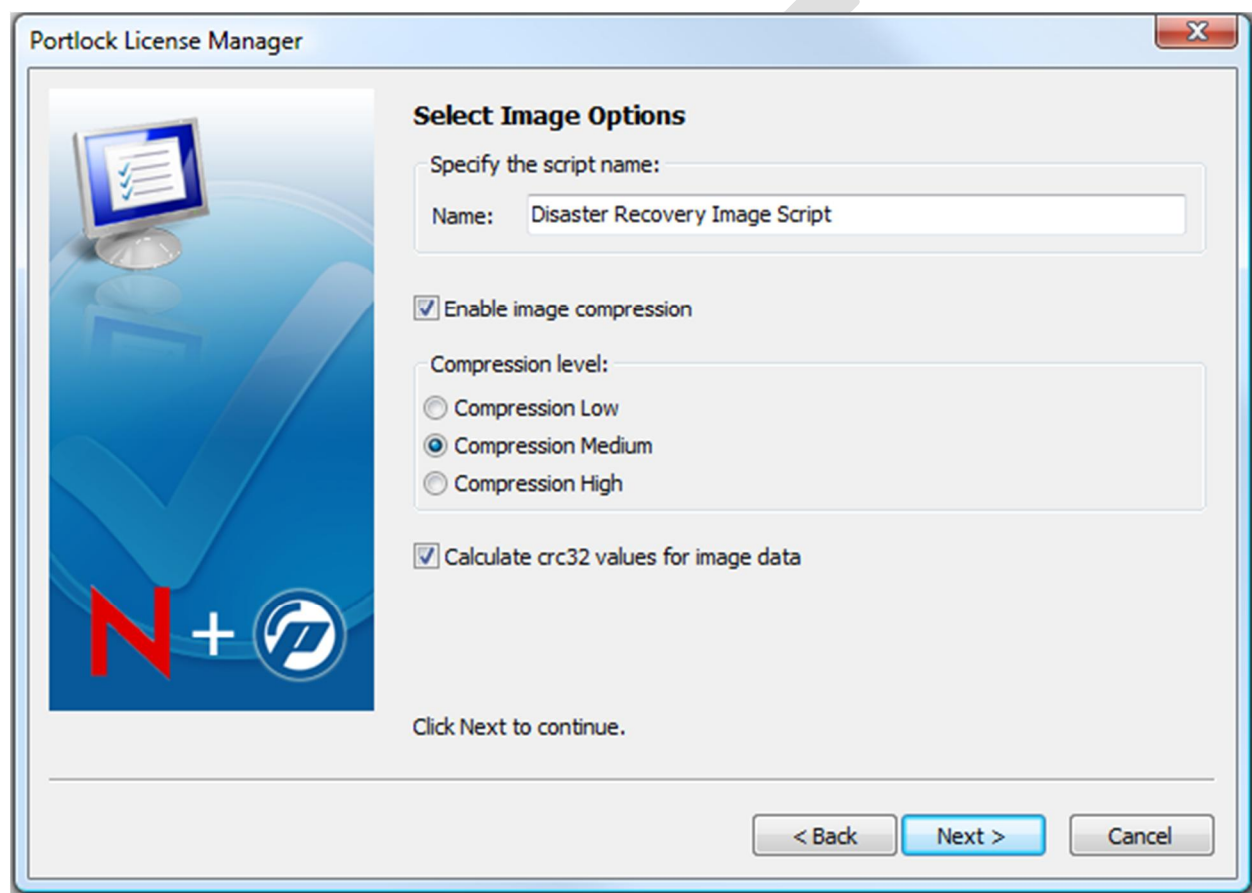 Portlock License Manager
Select Image Options
Specify the script name:
Name: Disaster Recovery Image Script
Enable image compression
Compression level:
Compression Low
Compression Medium
Compression High
Calculate crc32 values for image data
N +
Click Next to continue.
< Back Next > Cancel